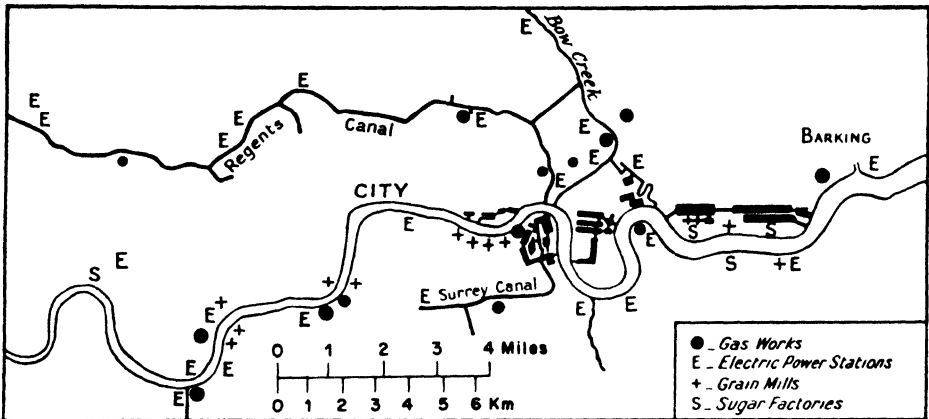 E
Bow Creek
E
E
E
E
E
E
Regents
Canal
E
E
E
E
E
BARKING
E
E
CITY
E
E
S
S
S
E
S
E
E
E
Surrey Canal
E
E
E
E
E
E
E
0 1 2 3 4 Miles
0 1 2 3 4 5 6 Km
● - Gas Works
E - Electric Power Stations
+ - Grain Mills
S - Sugar Factories